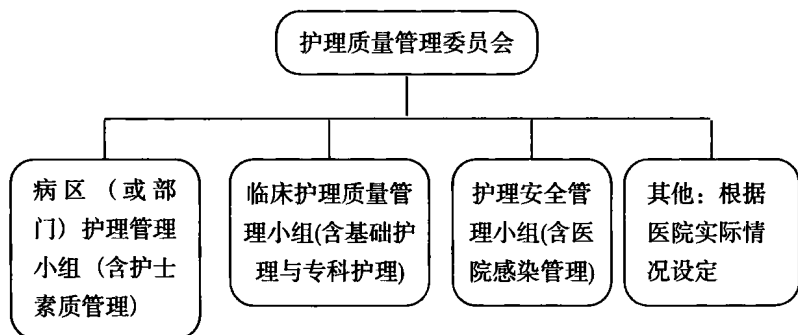 护理质量管理委员会
病区（或部
门）护理管理
小组（含护士
素质管理）
临床护理质量管
理小组(含基础护
理与专科护理)
护理安全管
理小组(含医
院感染管理)
其他：根据
医院实际情
况设定